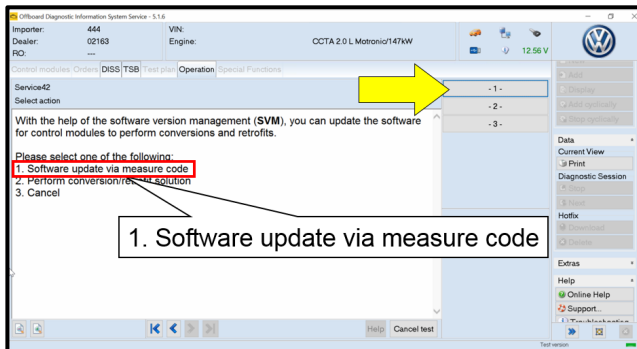 Offboard Diagnostic Information System Service - 5.1.6
Importer: 444 VIN:
Dealer: 02163 Engine: CCTA 2.0 L Motronic/147kW
RO: --- 12.56 V
Control modules Orders DISS TSB Test plan Operation Special Functions
Service42
Select action
With the help of the software version management (SVM), you can update the software
for control modules to perform conversions and retrofits.
Please select one of the following:
1. Software update via measure code
2. Perform conversion/retrofit solution
3. Cancel
1. Software update via measure code
Help Cancel test
- 1 -
- 2 -
- 3 -
Add
Display
Add cyclically
Stop cyclically
Data
Current View
Print
Diagnostic Session
Stop
Next
Hotfix
Download
Delete
Extras
Help
Online Help
Support...
Troubleshooting
Test version